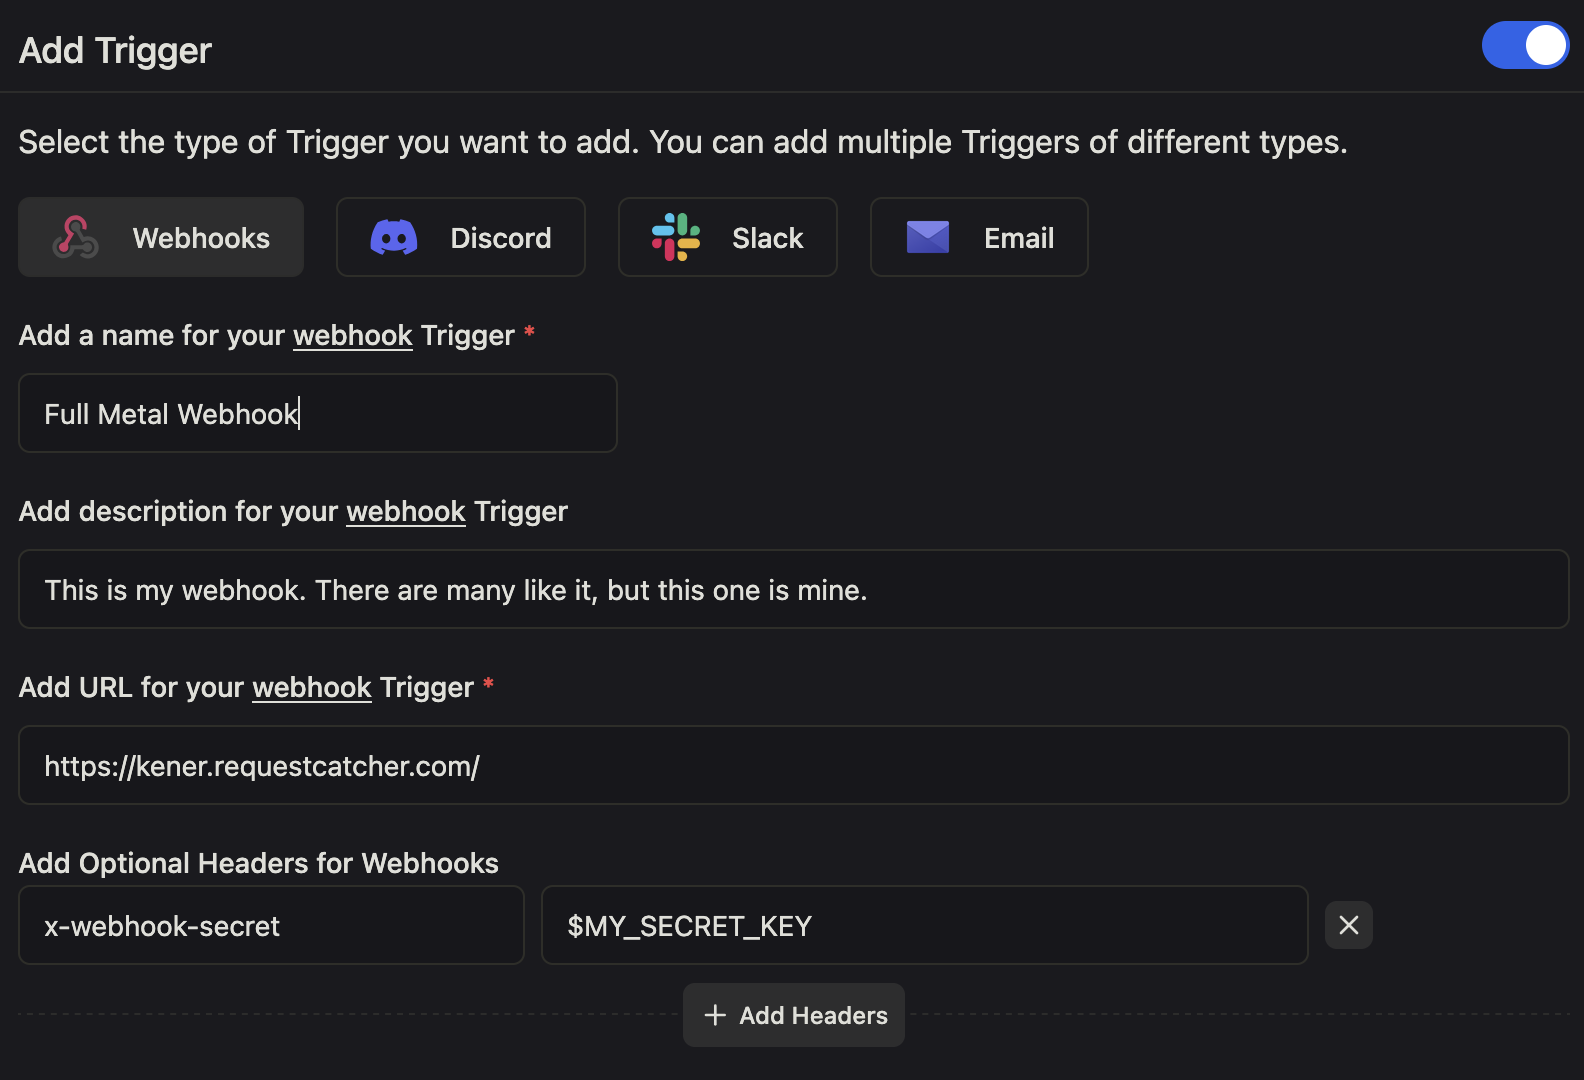 Add Trigger
Select the type of Trigger you want to add. You can add multiple Triggers of different types.
Webhooks Discord Slack Email
Add a name for your webhook Trigger *
Full Metal Webhook
Add description for your webhook Trigger
This is my webhook. There are many like it, but this one is mine.
Add URL for your webhook Trigger *
https://kener.requestcatcher.com/
Add Optional Headers for Webhooks
x-webhook-secret $MY_SECRET_KEY
Add Headers